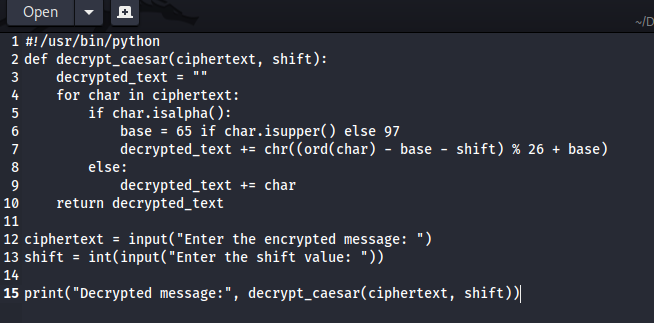 Open
~/D
1 #!/usr/bin/python
2 def decrypt_caesar(ciphertext, shift):
3     decrypted_text = ""
4     for char in ciphertext:
5         if char.isalpha():
6             base = 65 if char.isupper() else 97
7             decrypted_text += chr((ord(char) - base - shift) % 26 + base)
8         else:
9             decrypted_text += char
10     return decrypted_text
11
12 ciphertext = input("Enter the encrypted message: ")
13 shift = int(input("Enter the shift value: "))
14
15 print("Decrypted message:", decrypt_caesar(ciphertext, shift))